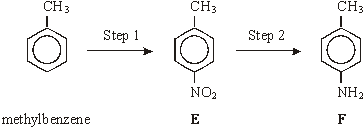 CH₃ CH₃ CH₃
Step 1 Step 2
NO₂ NH₂
methylbenzene E F